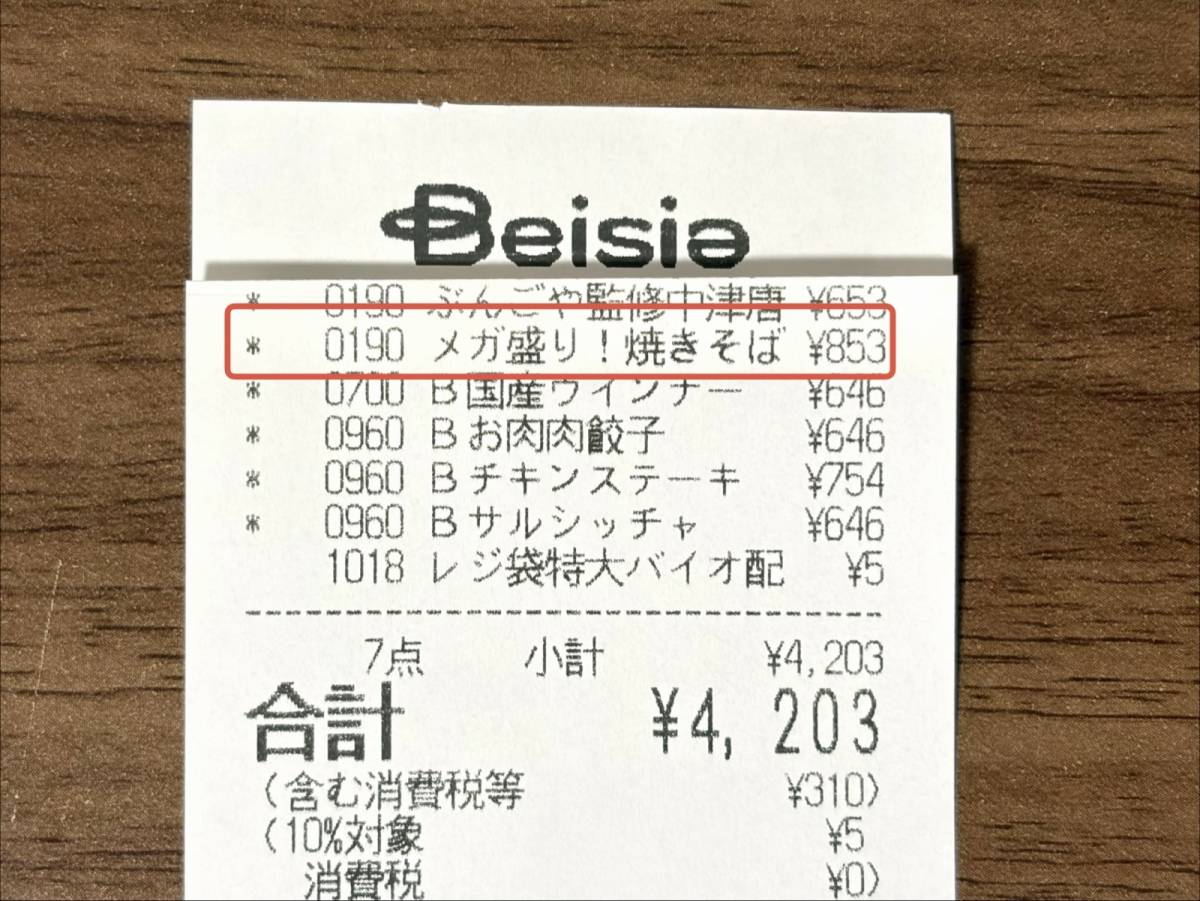 Beisia
* 0190 ぶんごや監修中津唐 ¥653
* 0190 メガ盛り！焼きそば ¥853
* 0700 B国産ウインナー ¥646
* 0960 Bお肉肉餃子 ¥646
* 0960 Bチキンステーキ ¥754
* 0960 Bサルシッチャ ¥646
1018 レジ袋特大バイオ配 ¥5
7点 小計 ¥4,203
合計 ¥4,203
(含む消費税等 ¥310)
(10%対象 ¥5
消費税 ¥0)